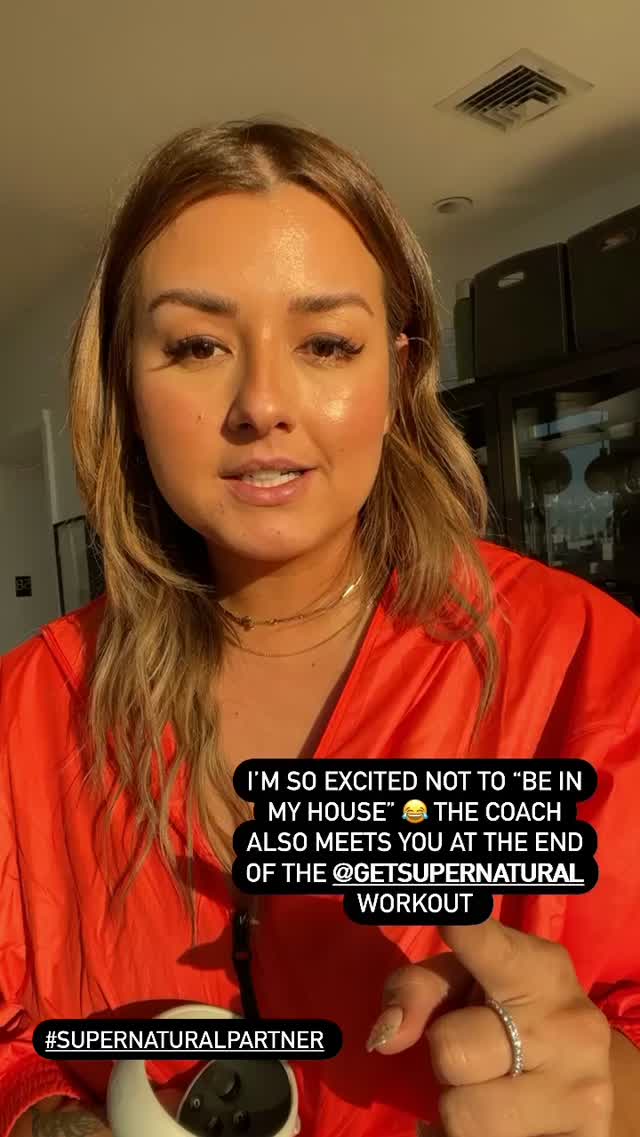 I'M SO EXCITED NOT TO “BE IN
MY HOUSE” 😂 THE COACH
ALSO MEETS YOU AT THE END
OF THE @GETSUPERNATURAL
WORKOUT
#SUPERNATURALPARTNER